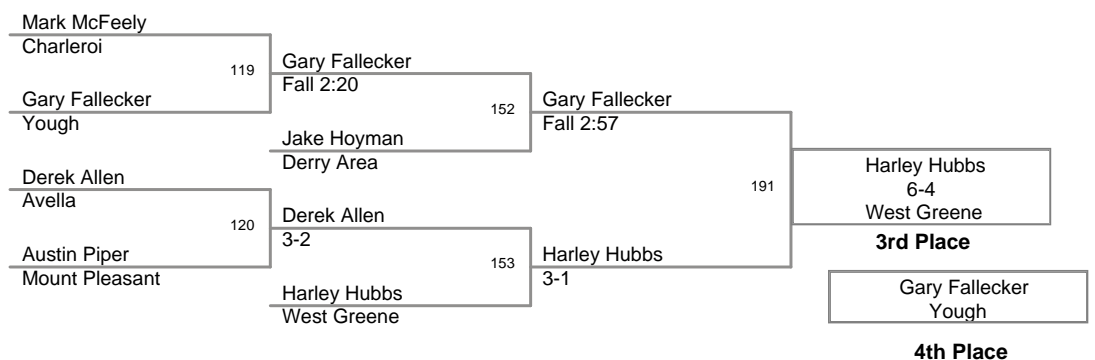 Mark McFeely
Charleroi
119
Gary Fallecker
Fall 2:20
Gary Fallecker
Yough
152
Gary Fallecker
Fall 2:57
Jake Hoyman
Derry Area
Derek Allen
Avella
191
Harley Hubbs
6-4
West Greene
3rd Place
120
Derek Allen
3-2
Austin Piper
Mount Pleasant
153
Harley Hubbs
3-1
Harley Hubbs
West Greene
Gary Fallecker
Yough
4th Place